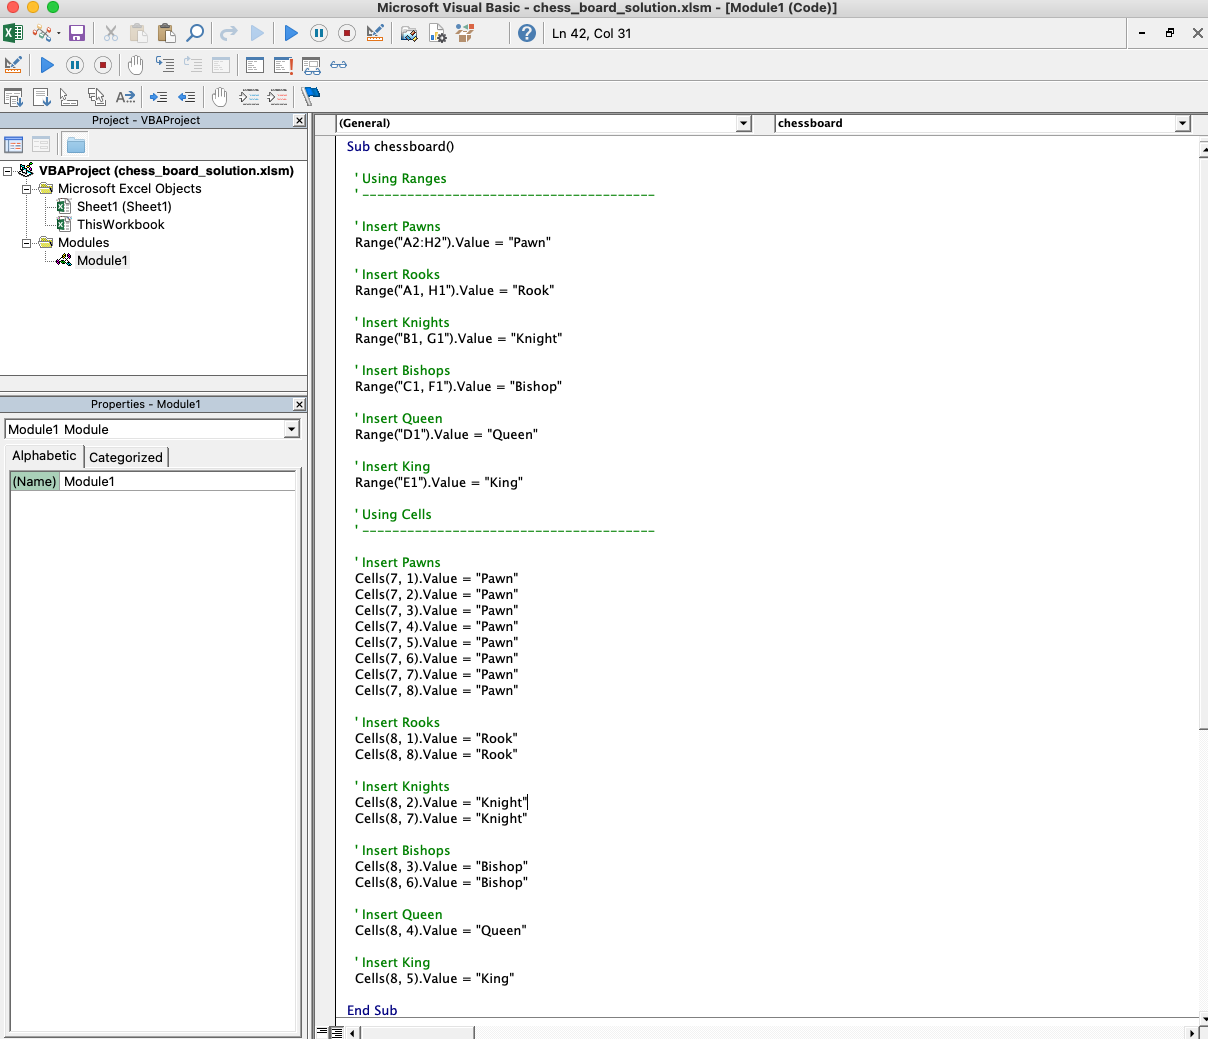 Microsoft Visual Basic - chess_board_solution.xlsm - [Module1 (Code)]
Ln 42, Col 31
Project - VBAProject
VBAProject (chess_board_solution.xlsm)
Microsoft Excel Objects
Sheet1 (Sheet1)
ThisWorkbook
Modules
Module1
Properties - Module1
Module1 Module
Alphabetic Categorized
(Name) Module1
(General) chessboard
Sub chessboard()
' Using Ranges
' ---------------------------------------
' Insert Pawns
Range("A2:H2").Value = "Pawn"
' Insert Rooks
Range("A1, H1").Value = "Rook"
' Insert Knights
Range("B1, G1").Value = "Knight"
' Insert Bishops
Range("C1, F1").Value = "Bishop"
' Insert Queen
Range("D1").Value = "Queen"
' Insert King
Range("E1").Value = "King"
' Using Cells
' ---------------------------------------
' Insert Pawns
Cells(7, 1).Value = "Pawn"
Cells(7, 2).Value = "Pawn"
Cells(7, 3).Value = "Pawn"
Cells(7, 4).Value = "Pawn"
Cells(7, 5).Value = "Pawn"
Cells(7, 6).Value = "Pawn"
Cells(7, 7).Value = "Pawn"
Cells(7, 8).Value = "Pawn"
' Insert Rooks
Cells(8, 1).Value = "Rook"
Cells(8, 8).Value = "Rook"
' Insert Knights
Cells(8, 2).Value = "Knight"
Cells(8, 7).Value = "Knight"
' Insert Bishops
Cells(8, 3).Value = "Bishop"
Cells(8, 6).Value = "Bishop"
' Insert Queen
Cells(8, 4).Value = "Queen"
' Insert King
Cells(8, 5).Value = "King"
End Sub